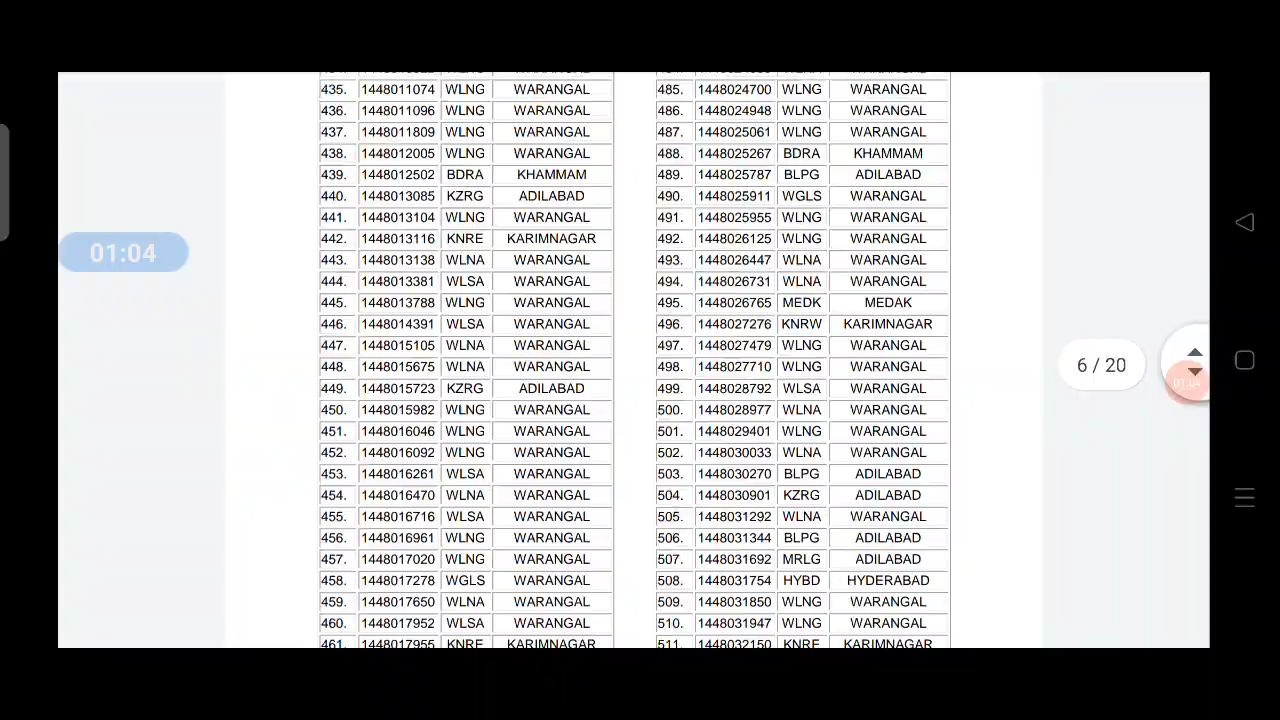 435. 1448011074 WLNG WARANGAL
436. 1448011096 WLNG WARANGAL
437. 1448011809 WLNG WARANGAL
438. 1448012005 WLNG WARANGAL
439. 1448012502 BDRA KHAMMAM
440. 1448013085 KZRG ADILABAD
441. 1448013104 WLNG WARANGAL
442. 1448013116 KNRE KARIMNAGAR
443. 1448013138 WLNA WARANGAL
444. 1448013381 WLSA WARANGAL
445. 1448013788 WLNG WARANGAL
446. 1448014391 WLSA WARANGAL
447. 1448015105 WLNA WARANGAL
448. 1448015675 WLNA WARANGAL
449. 1448015723 KZRG ADILABAD
450. 1448015982 WLNG WARANGAL
451. 1448016046 WLNG WARANGAL
452. 1448016092 WLNG WARANGAL
453. 1448016261 WLSA WARANGAL
454. 1448016470 WLNA WARANGAL
455. 1448016716 WLSA WARANGAL
456. 1448016961 WLNG WARANGAL
457. 1448017020 WLNG WARANGAL
458. 1448017278 WGLS WARANGAL
459. 1448017650 WLNA WARANGAL
460. 1448017952 WLSA WARANGAL
461. 1448017955 KNRE KARIMNAGAR
485. 1448024700 WLNG WARANGAL
486. 1448024948 WLNG WARANGAL
487. 1448025061 WLNG WARANGAL
488. 1448025267 BDRA KHAMMAM
489. 1448025787 BLPG ADILABAD
490. 1448025911 WGLS WARANGAL
491. 1448025955 WLNG WARANGAL
492. 1448026125 WLNG WARANGAL
493. 1448026447 WLNA WARANGAL
494. 1448026731 WLNA WARANGAL
495. 1448026765 MEDK MEDAK
496. 1448027276 KNRW KARIMNAGAR
497. 1448027479 WLNG WARANGAL
498. 1448027710 WLNG WARANGAL
499. 1448028792 WLSA WARANGAL
500. 1448028977 WLNA WARANGAL
501. 1448029401 WLNG WARANGAL
502. 1448030033 WLNA WARANGAL
503. 1448030270 BLPG ADILABAD
504. 1448030901 KZRG ADILABAD
505. 1448031292 WLNA WARANGAL
506. 1448031344 BLPG ADILABAD
507. 1448031692 MRLG ADILABAD
508. 1448031754 HYBD HYDERABAD
509. 1448031850 WLNG WARANGAL
510. 1448031947 WLNG WARANGAL
511. 1448032150 KNRE KARIMNAGAR
01:04
6 / 20
01:04